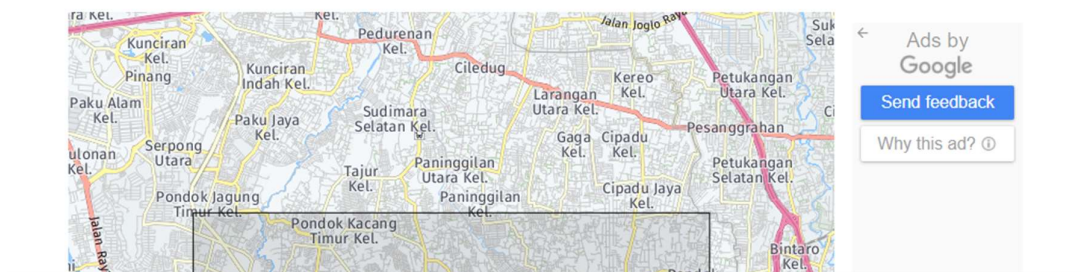 Kel.
Kel.
Jalan Joglo Raya
Kunciran
Kel.
Pedurenan
Kel.
Pinang
Kunciran
Indah Kel.
Ciledug
Kereo
Kel.
Petukangan
Utara Kel.
Paku Alam
Kel.
Paku Jaya
Kel.
Sudimara
Selatan Kel.
Larangan
Utara Kel.
Pesanggrahan
Serpong
Utara
Gaga
Kel.
Cipadu
Kel.
Petukangan
Selatan Kel.
Kel.
Tajur
Kel.
Paninggilan
Utara Kel.
Pondok Jagung
Timur Kel.
Paninggilan
Kel.
Cipadu Jaya
Kel.
Pondok Kacang
Timur Kel.
Jalan Ray
Bintaro
Kel.
Ads by
Google
Send feedback
Why this ad?